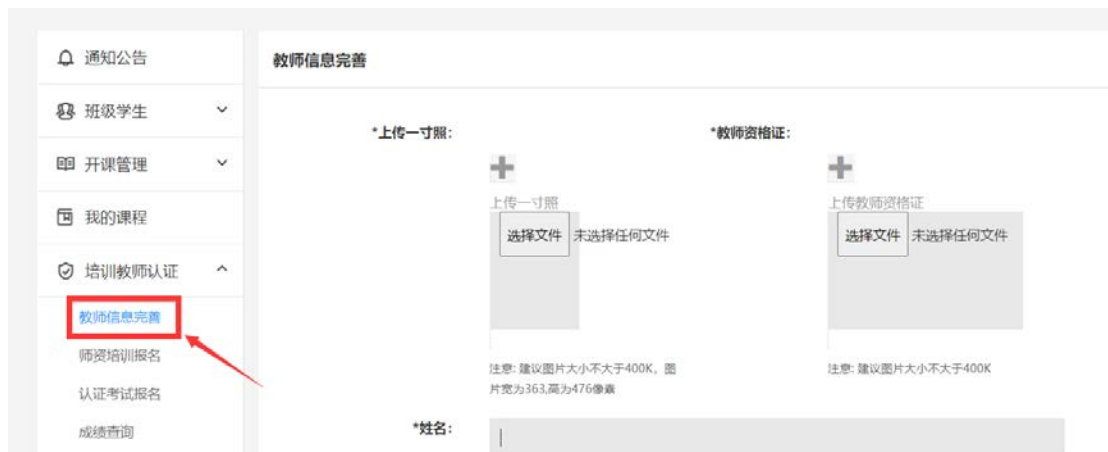 通知公告
班级学生
开课管理
我的课程
培训教师认证
教师信息完善
师资培训报名
认证考试报名
成绩查询
教师信息完善
*上传一寸照：
上传一寸照
选择文件 未选择任何文件
注意: 建议图片大小不大于400K，图
片宽为363,高为476像素
*教师资格证：
上传教师资格证
选择文件 未选择任何文件
注意: 建议图片大小不大于400K
*姓名：